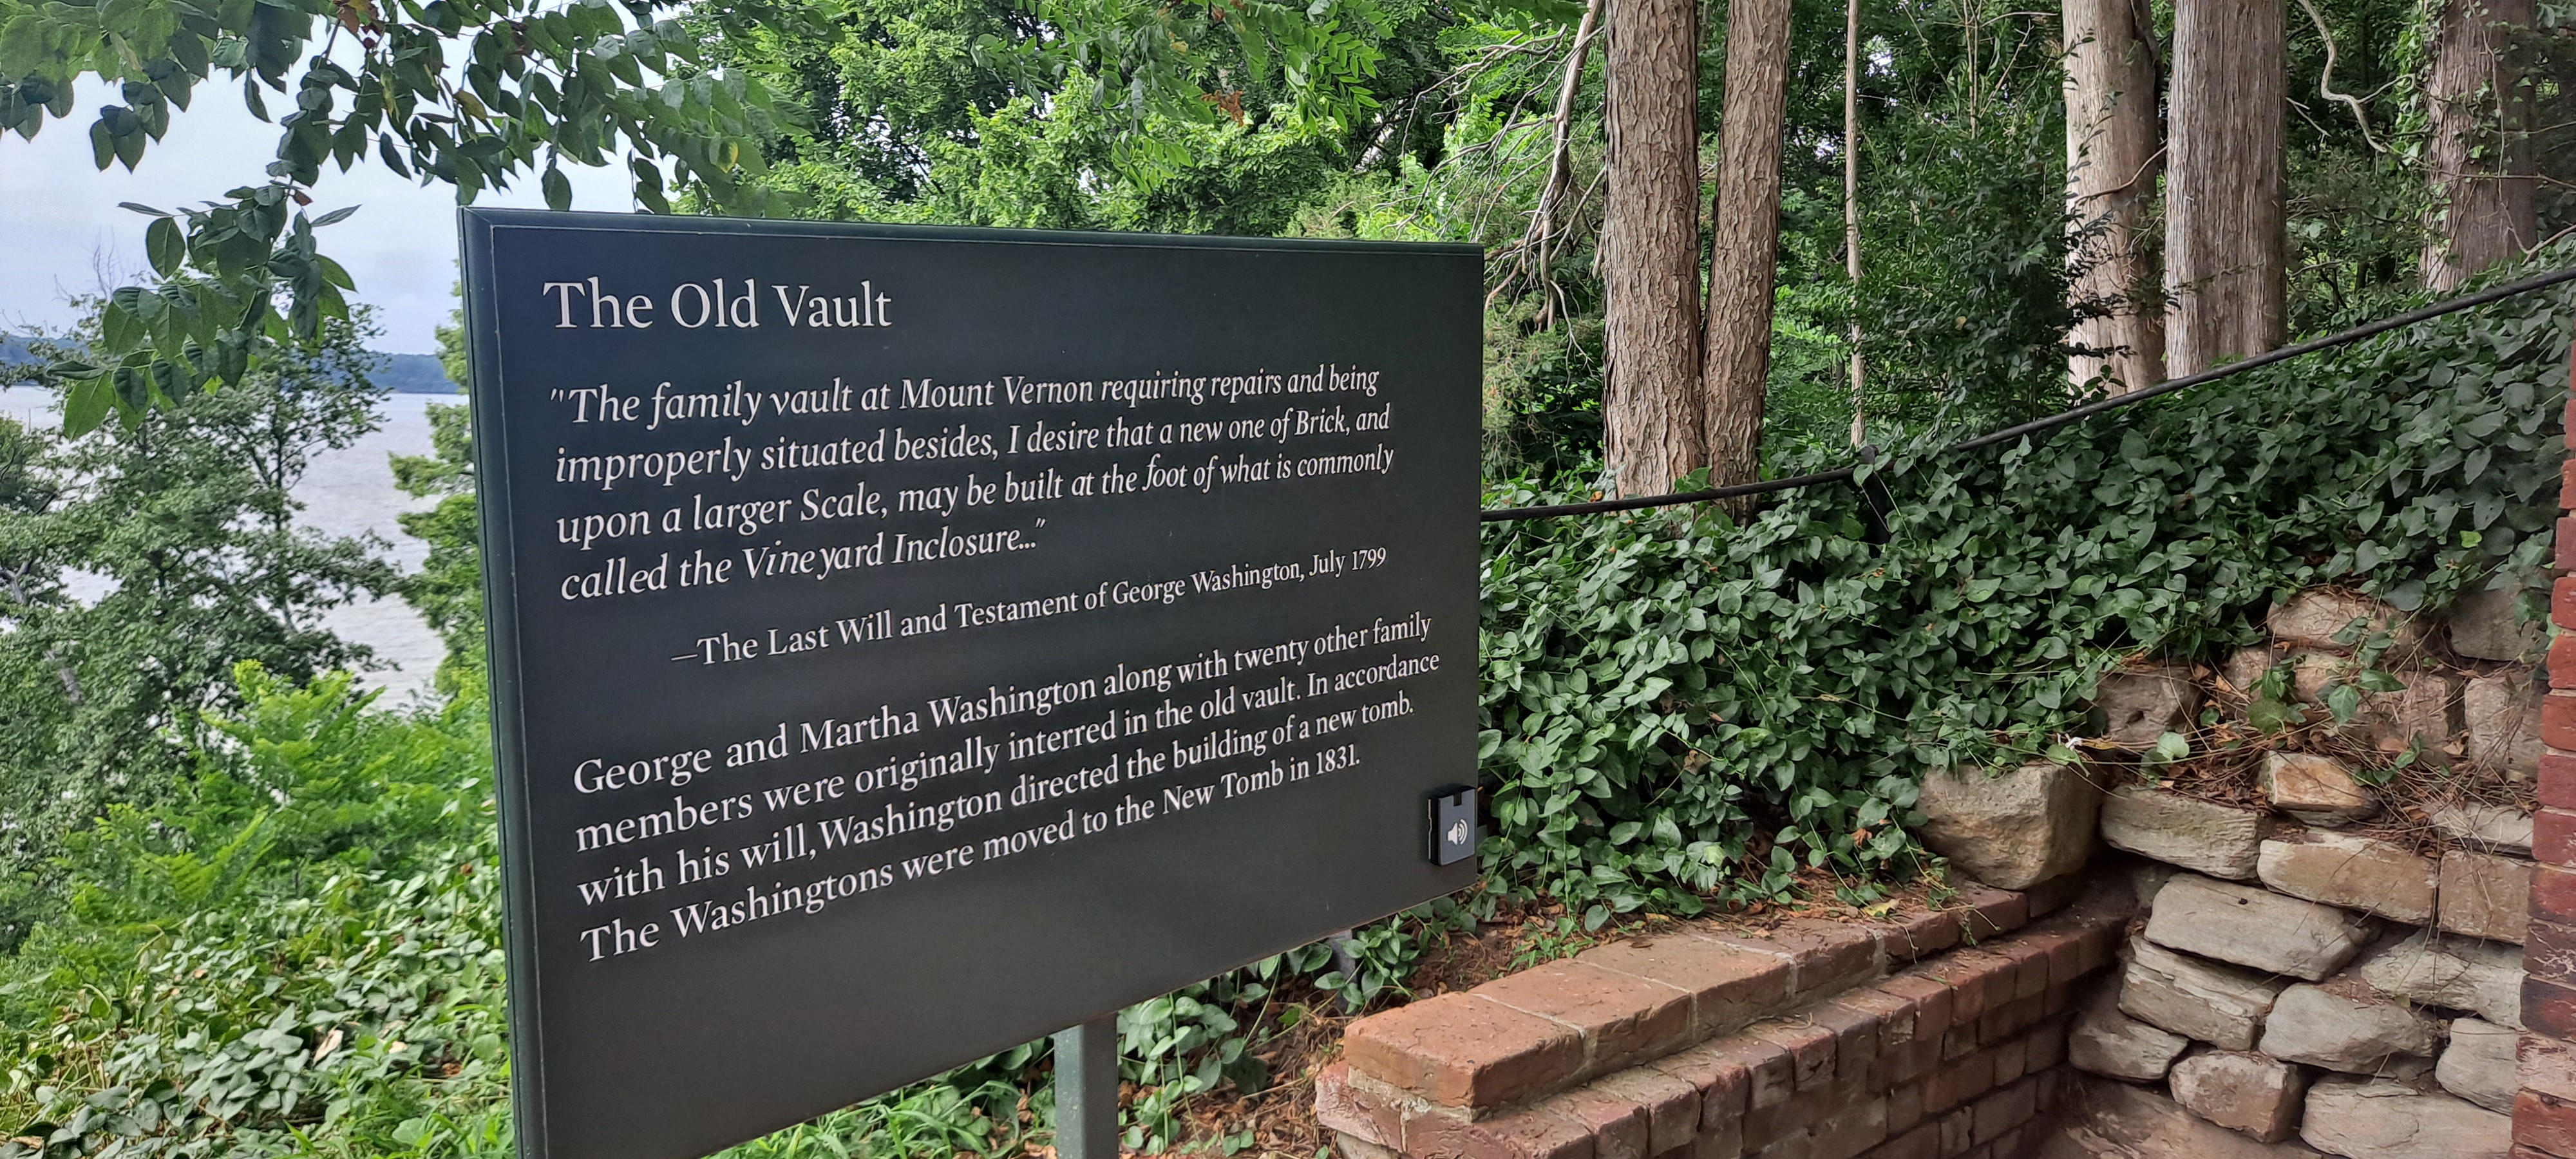 The Old Vault
"The family vault at Mount Vernon requiring repairs and being
improperly situated besides, I desire that a new one of Brick, and
upon a larger Scale, may be built at the foot of what is commonly
called the Vineyard Inclosure..."
—The Last Will and Testament of George Washington, July 1799
George and Martha Washington along with twenty other family
members were originally interred in the old vault. In accordance
with his will, Washington directed the building of a new tomb.
The Washingtons were moved to the New Tomb in 1831.